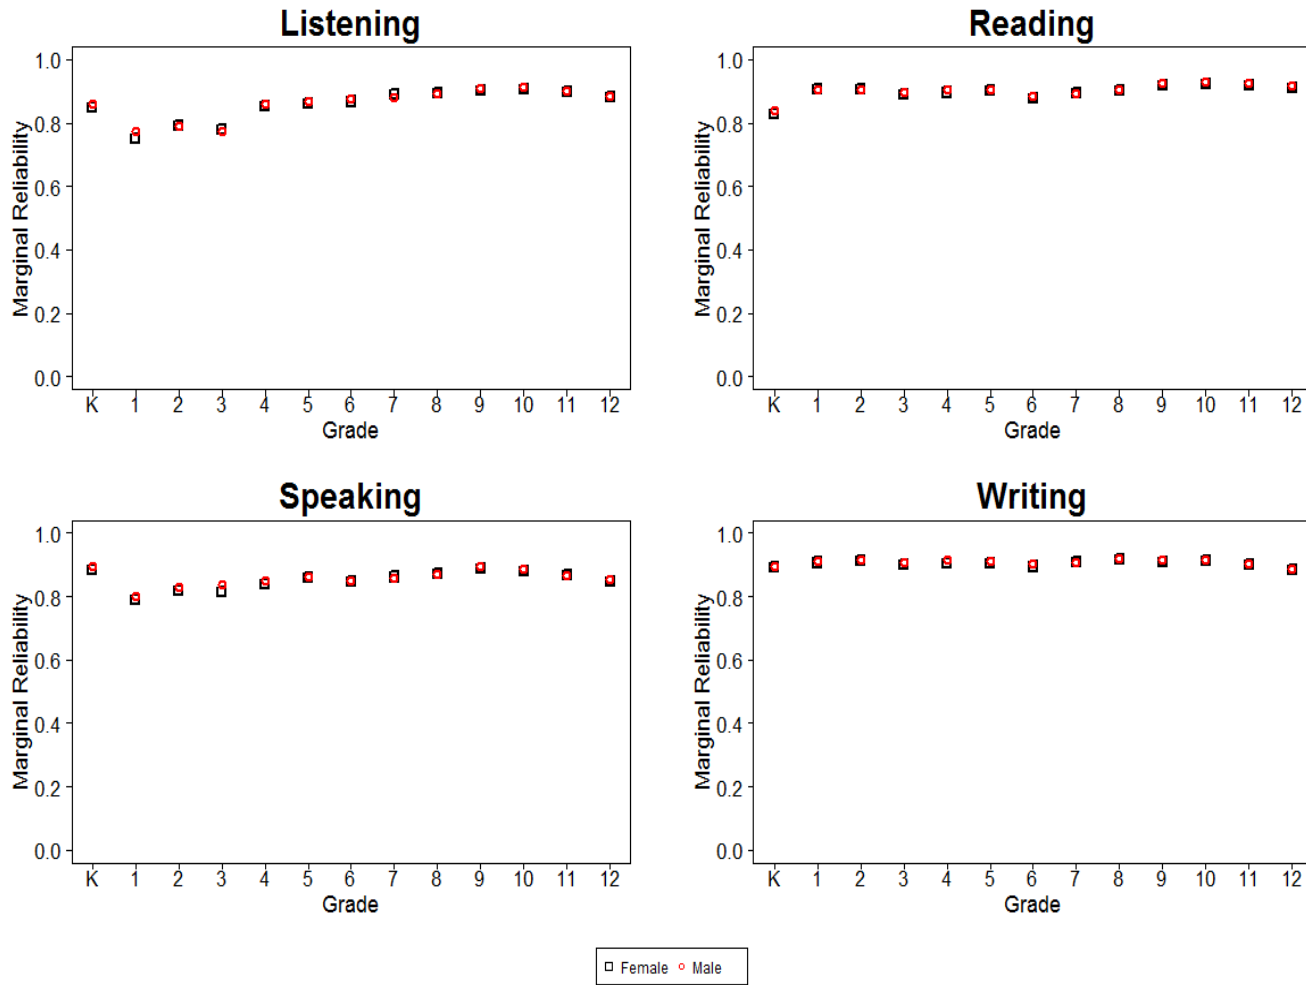 Listening
Marginal Reliability
1.0
0.8
0.6
0.4
0.2
0.0
K 1 2 3 4 5 6 7 8 9 10 11 12
Grade
Reading
Marginal Reliability
1.0
0.8
0.6
0.4
0.2
0.0
K 1 2 3 4 5 6 7 8 9 10 11 12
Grade
Speaking
Marginal Reliability
1.0
0.8
0.6
0.4
0.2
0.0
K 1 2 3 4 5 6 7 8 9 10 11 12
Grade
Writing
Marginal Reliability
1.0
0.8
0.6
0.4
0.2
0.0
K 1 2 3 4 5 6 7 8 9 10 11 12
Grade
Female Male